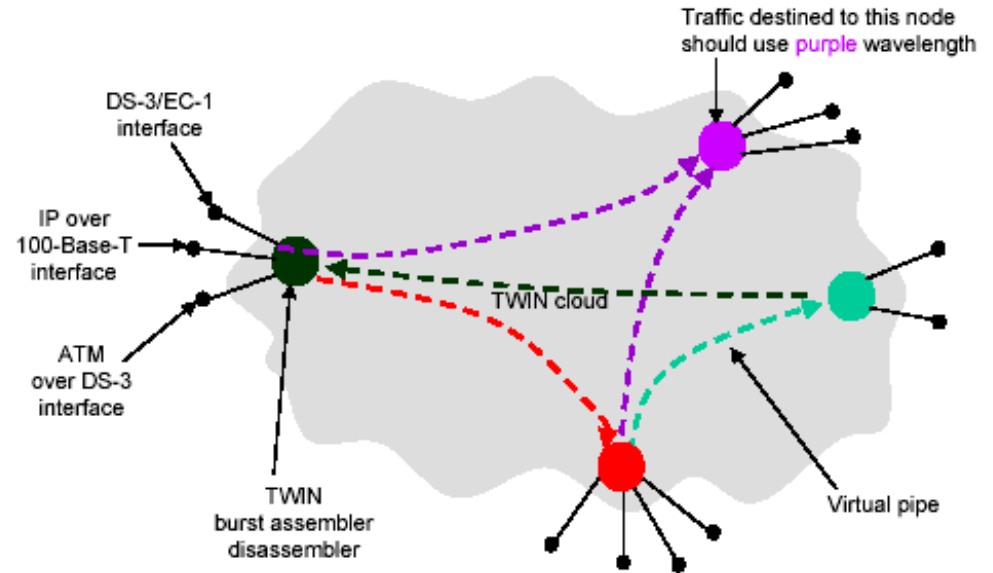 Traffic destined to this node
should use purple wavelength
DS-3/EC-1
interface
IP over
100-Base-T
interface
TWIN cloud
ATM
over DS-3
interface
TWIN
burst assembler
disassembler
Virtual pipe